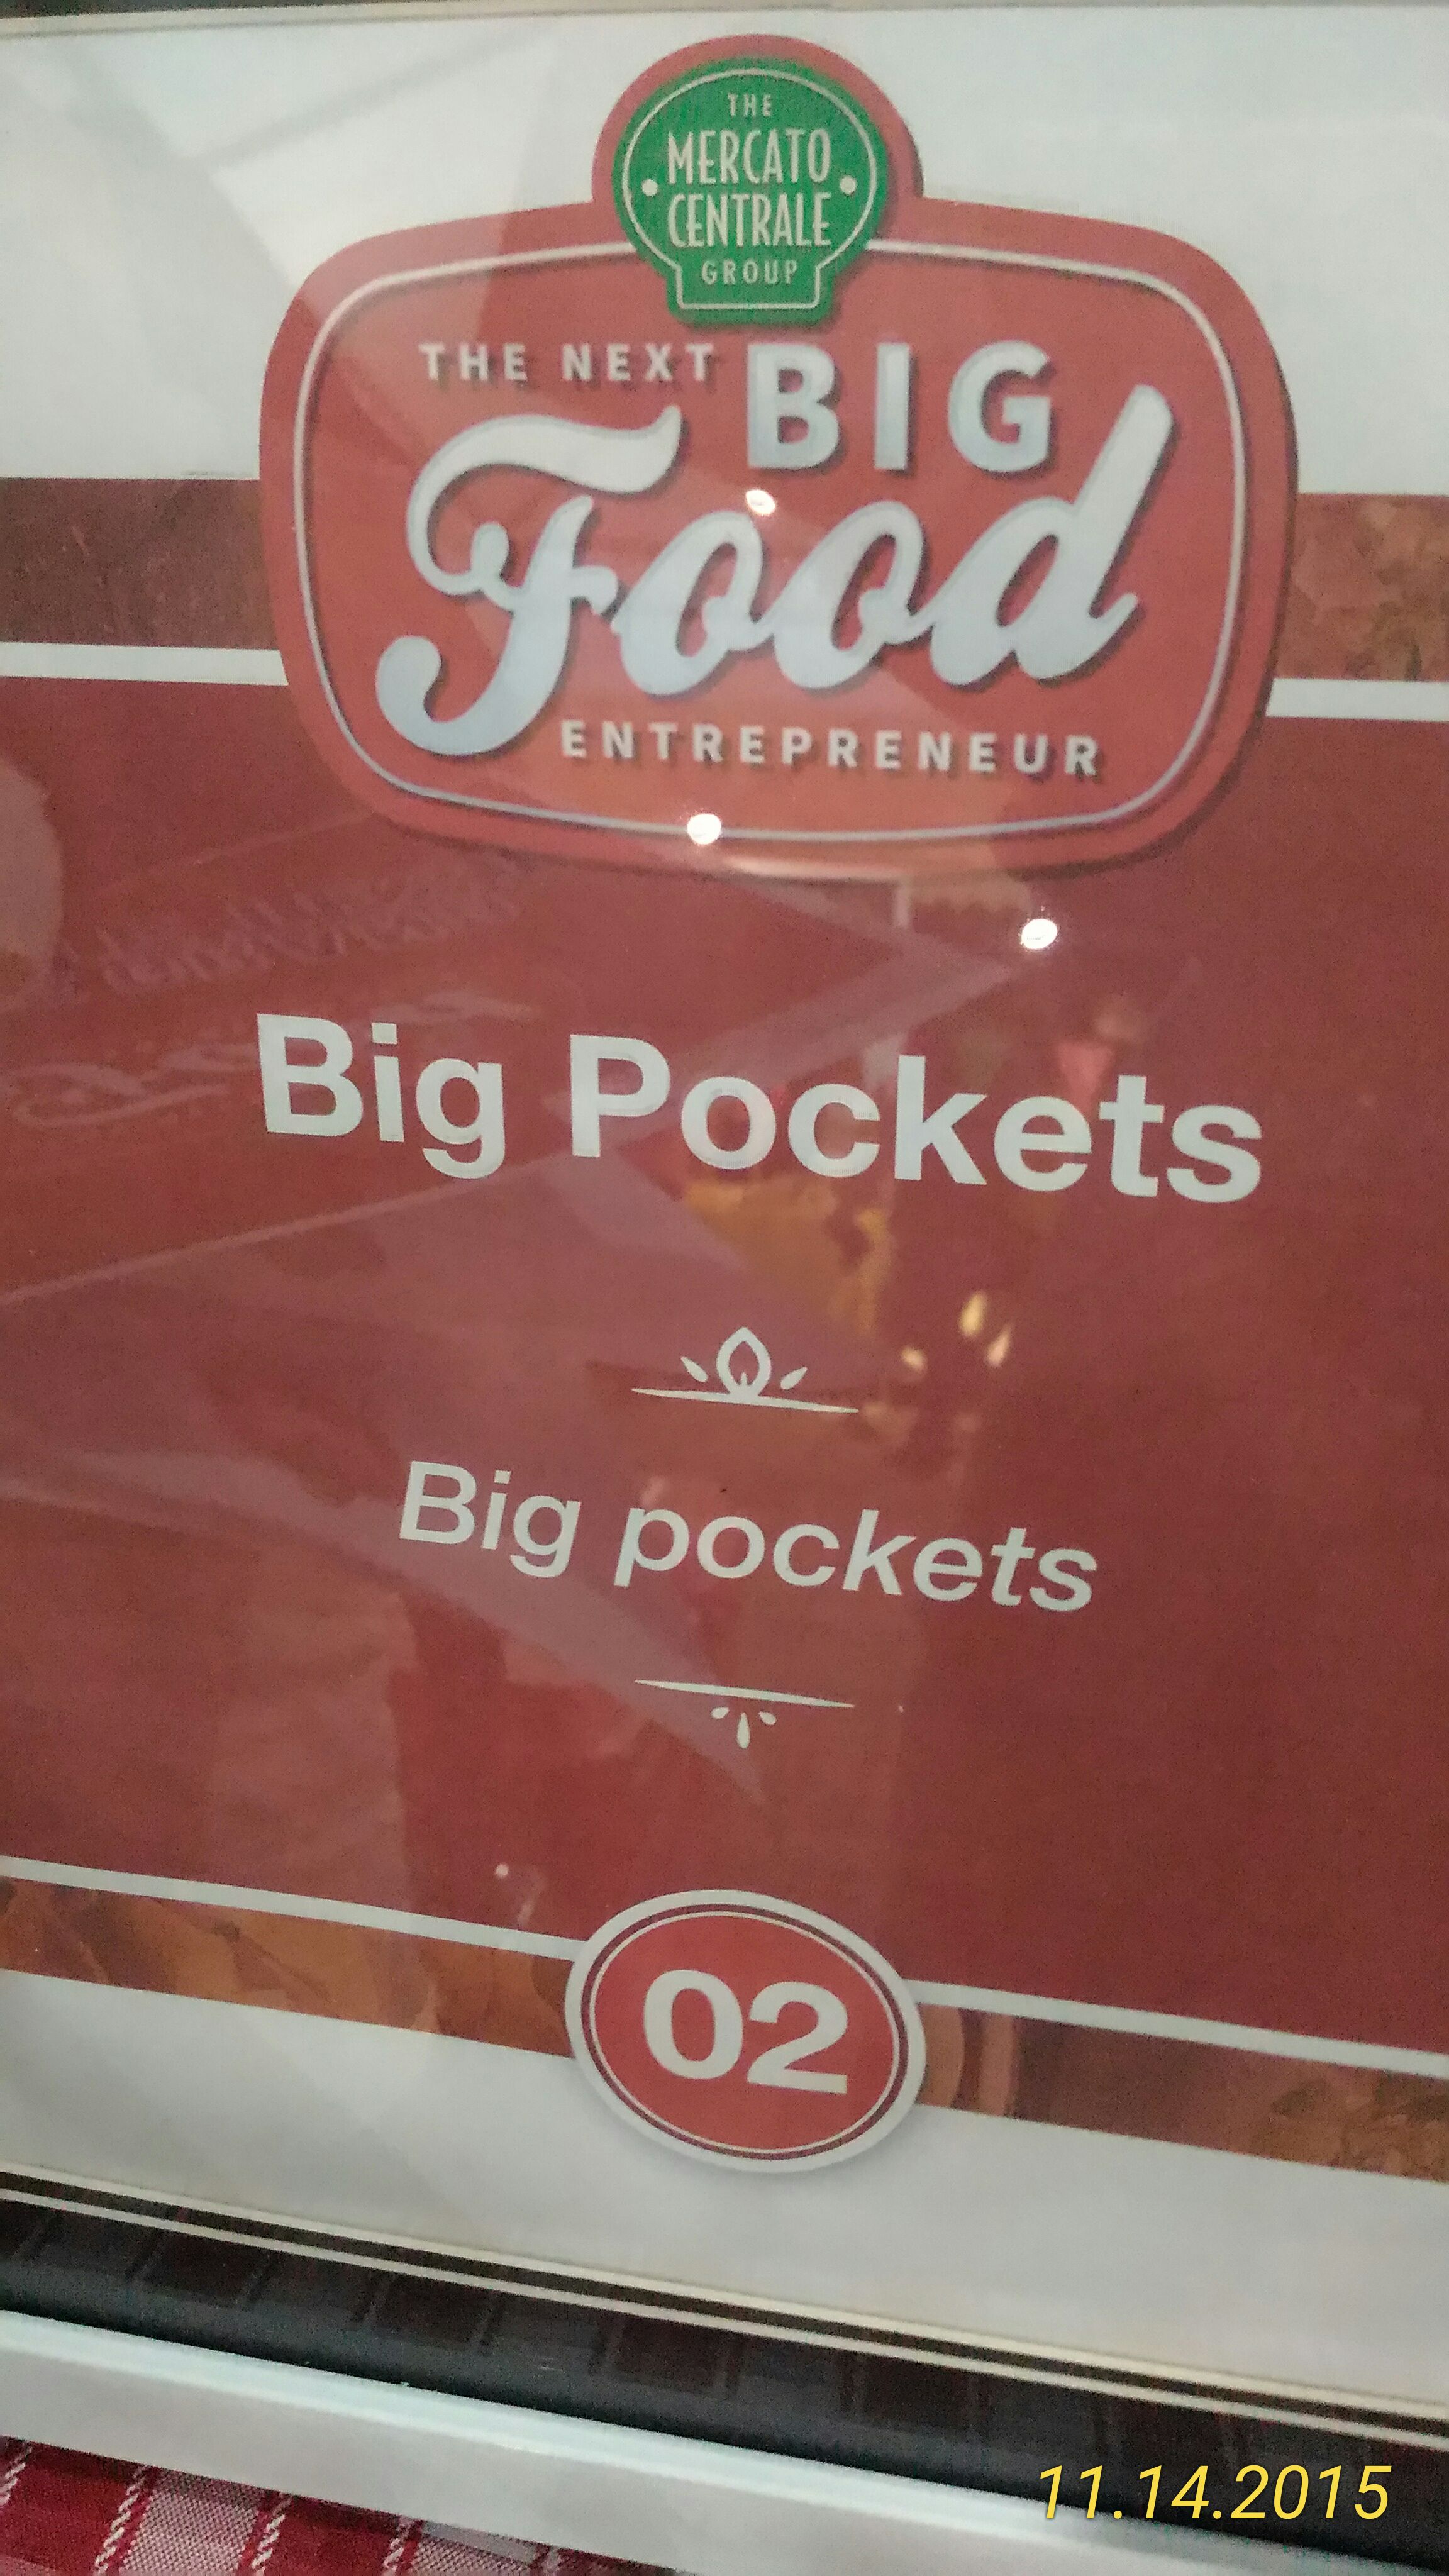 THE
MERCATO
CENTRALE
GROUP
THE NEXT BIG
Food
ENTREPRENEUR
Big Pockets
Big pockets
02
11.14.2015